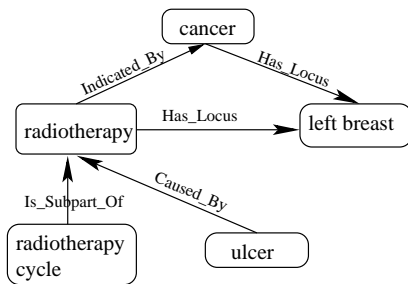 cancer
Indicated_By
Has_Locus
radiotherapy
Has_Locus
left breast
Is_Subpart_Of
Caused_By
radiotherapy
cycle
ulcer